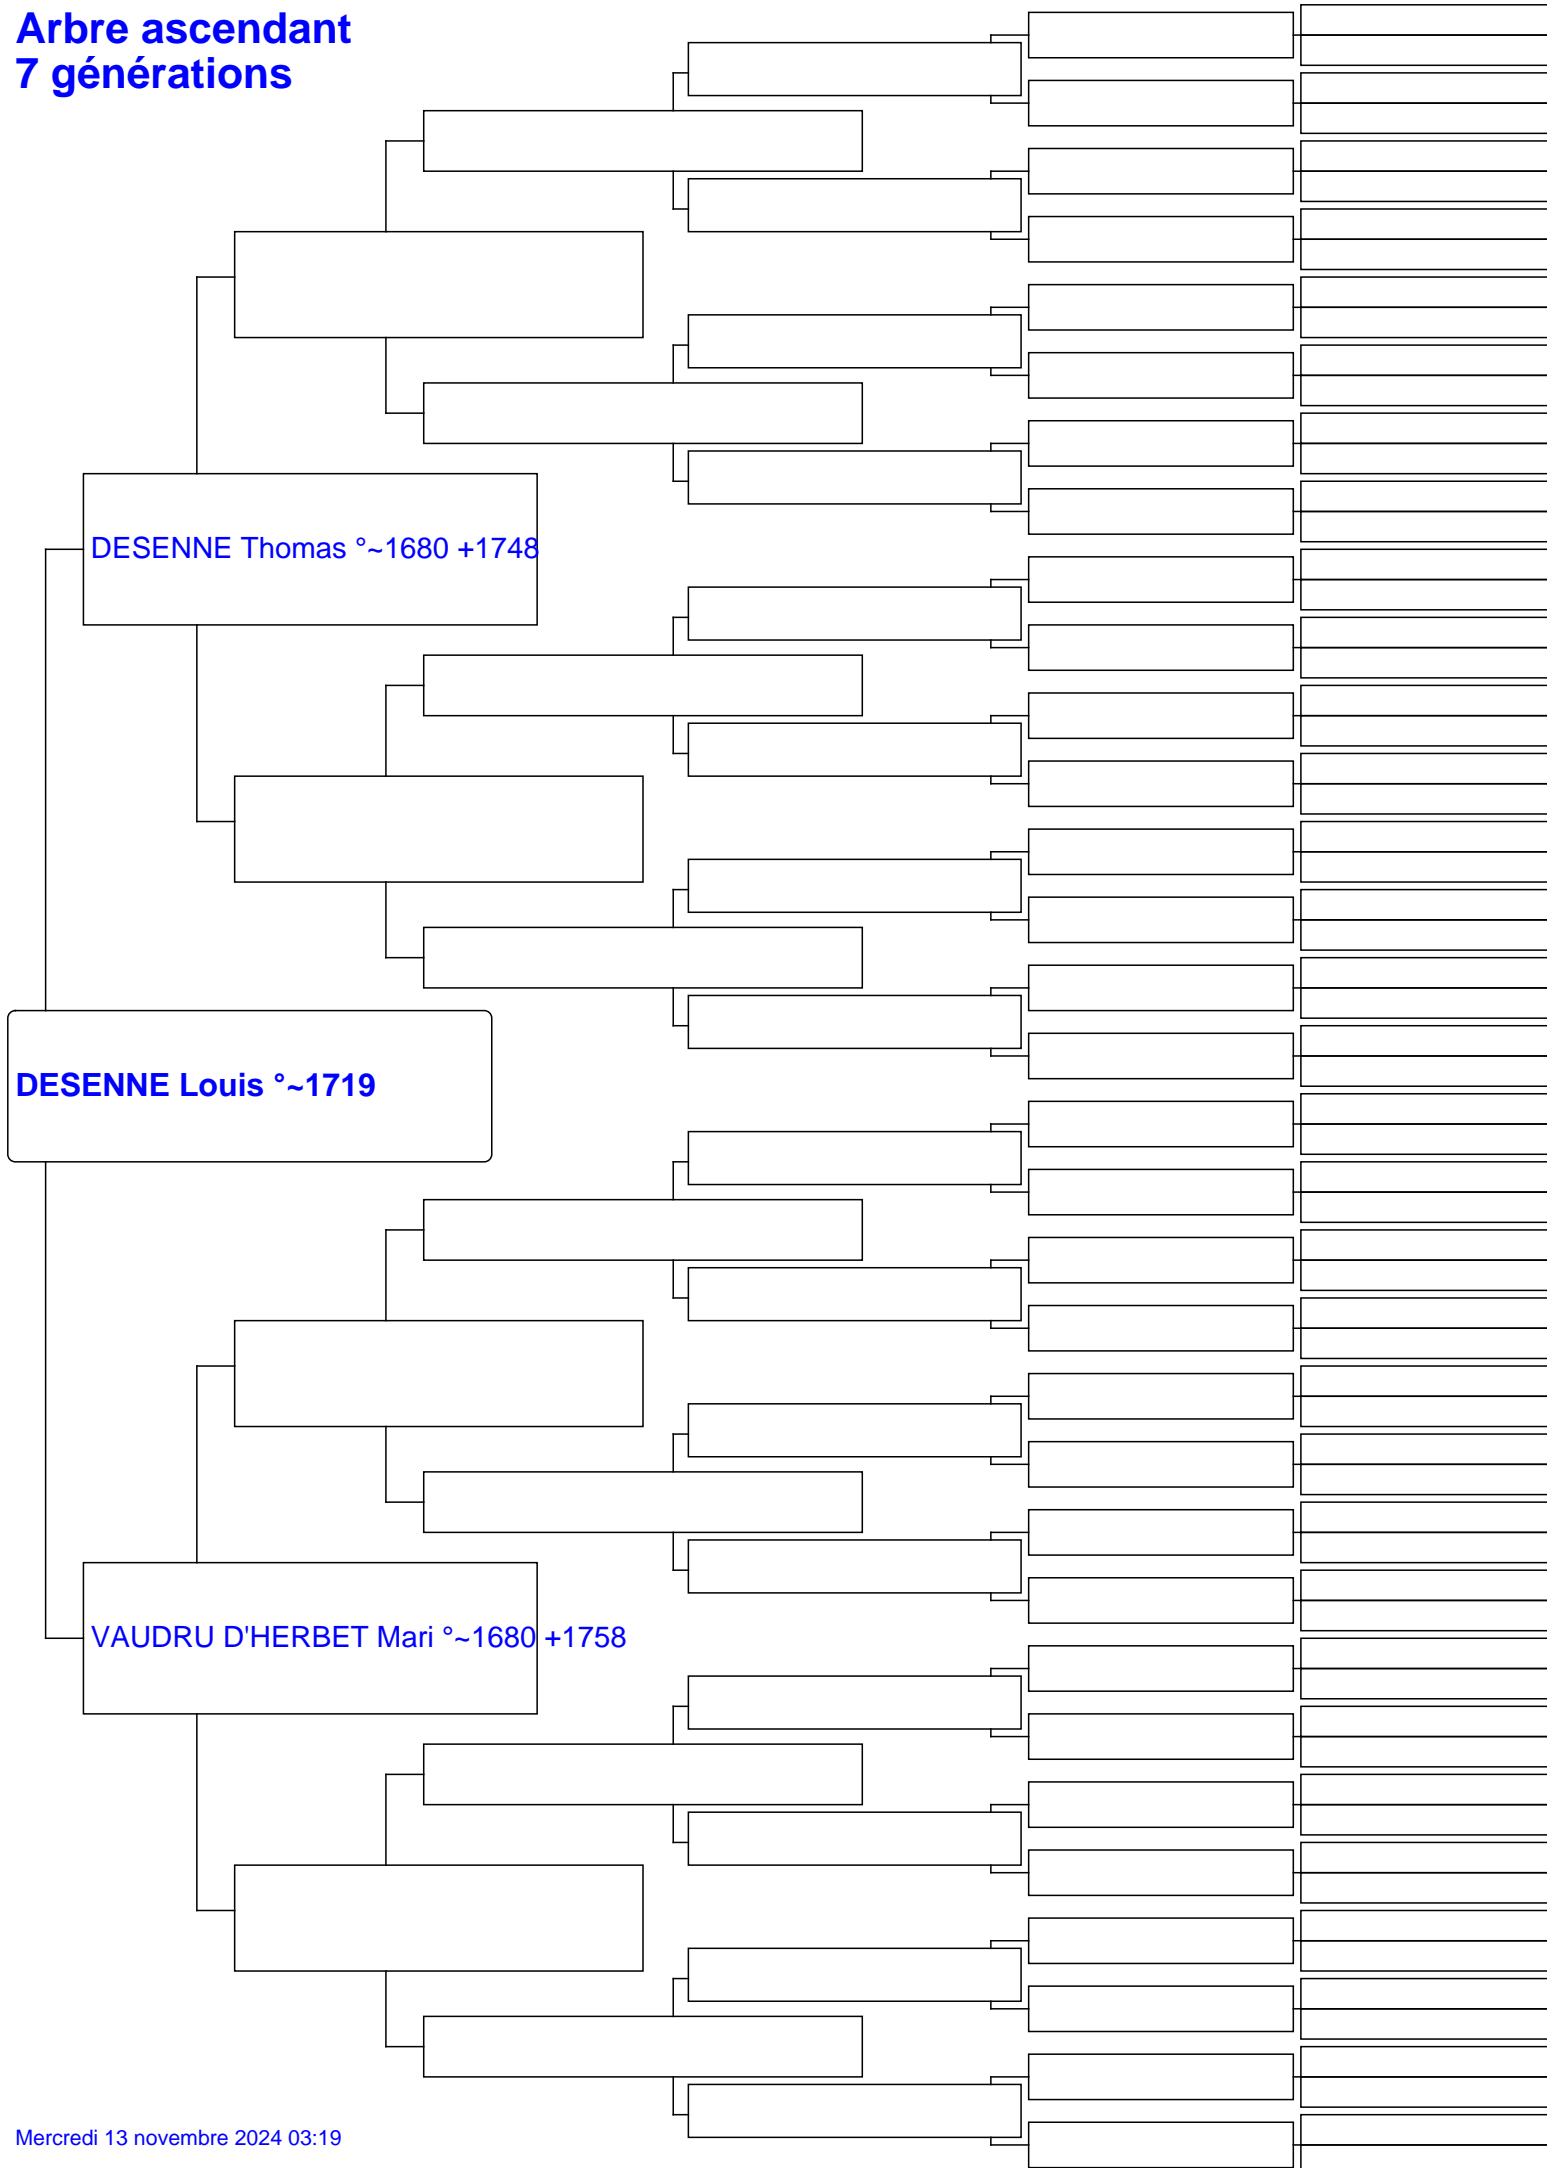 Arbre ascendant
7 générations
DESENNE Thomas °~1680 +1748
DESENNE Louis °~1719
VAUDRU D'HERBET Mari °~1680 +1758
Mercredi 13 novembre 2024 03:19